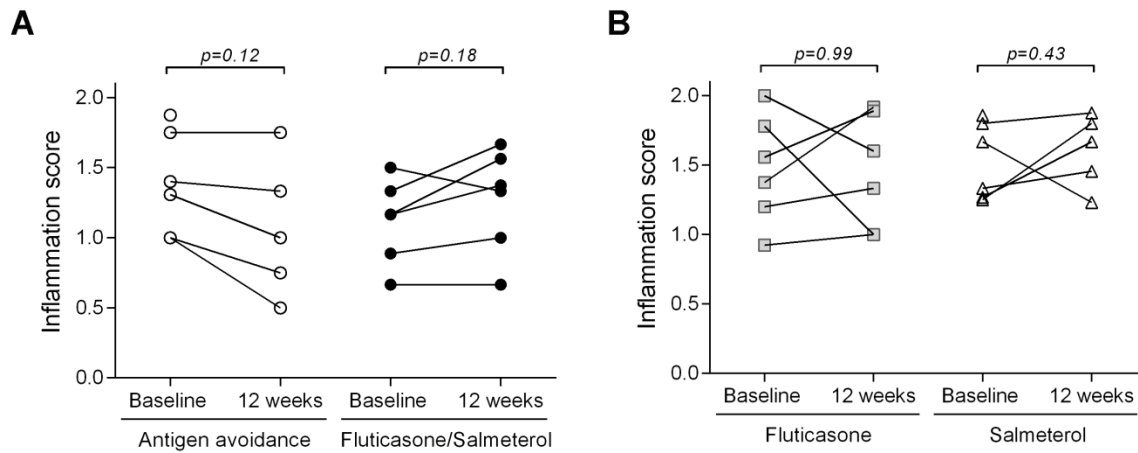 A
p=0.12
p=0.18
Inflammation score
2.0
1.5
1.0
0.5
0.0
Baseline
12 weeks
Baseline
12 weeks
Antigen avoidance
Fluticasone/Salmeterol
B
p=0.99
p=0.43
Inflammation score
2.0
1.5
1.0
0.5
0.0
Baseline
12 weeks
Baseline
12 weeks
Fluticasone
Salmeterol